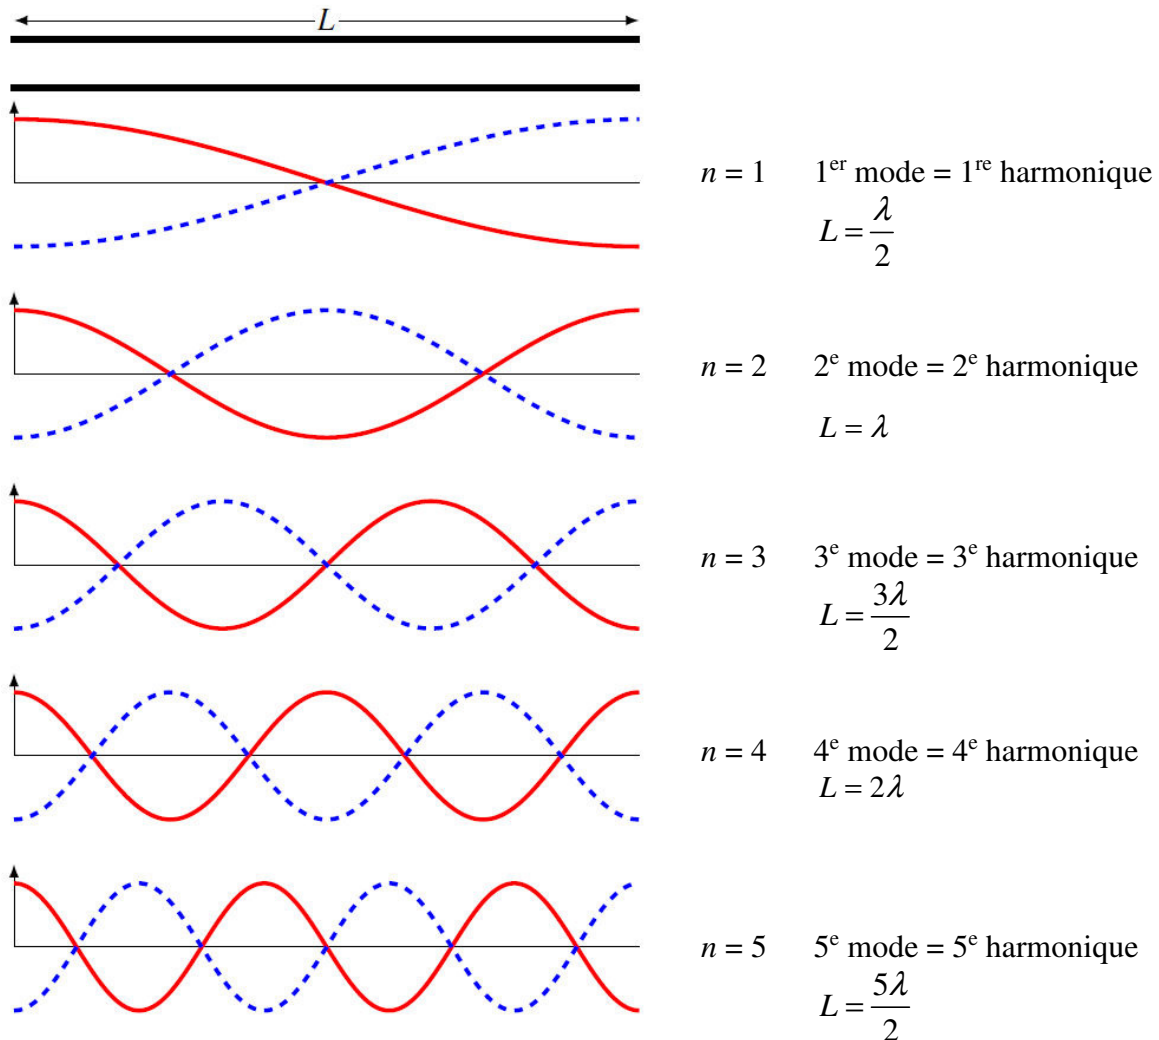 L
n = 1 1er mode = 1re harmonique
L = λ/2
n = 2 2e mode = 2e harmonique
L = λ
n = 3 3e mode = 3e harmonique
L = 3λ/2
n = 4 4e mode = 4e harmonique
L = 2λ
n = 5 5e mode = 5e harmonique
L = 5λ/2